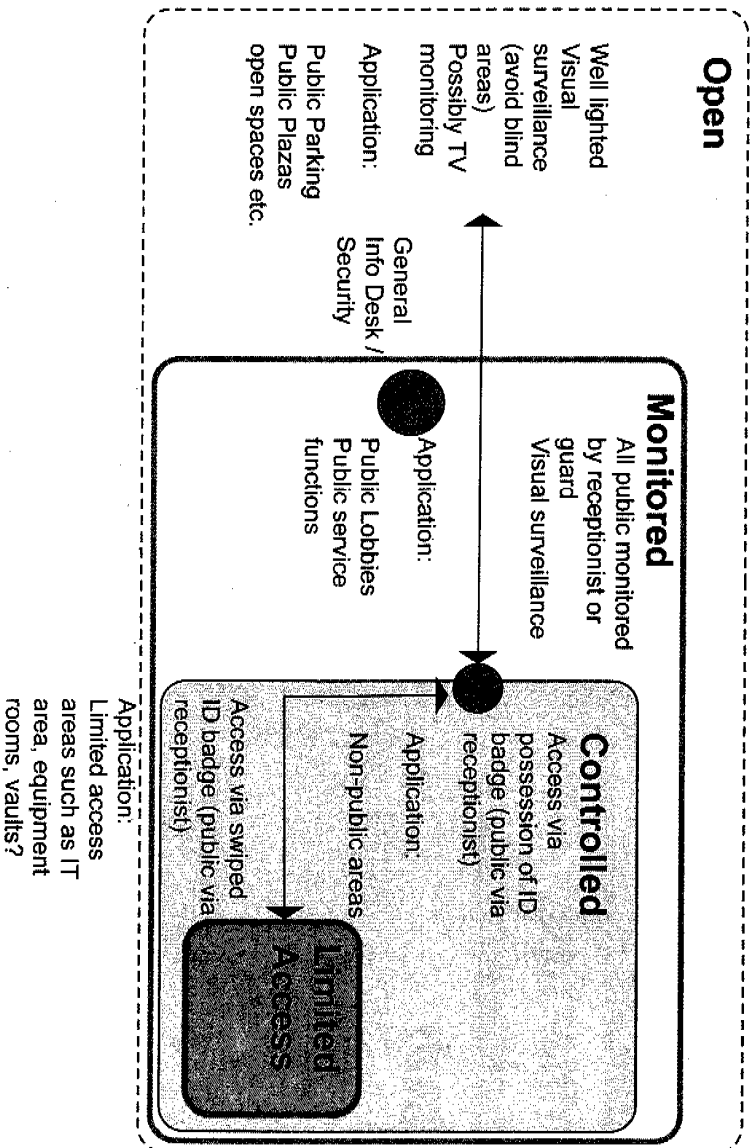 Open
Well lighted
Visual
surveillance
(avoid blind
areas)
Possibly TV
monitoring
Application:
Public Parking
Public Plazas
open spaces etc.
General
Info Desk /
Security
Monitored
All public monitored
by receptionist or
guard
Visual surveillance
Application:
Public Lobbies
Public service
functions
Controlled
Access via
possession of ID
badge (public via
receptionist)
Application:
Non-public areas
Access via swiped
ID badge (public via
receptionist)
Limited
Access
Application:
Limited access
areas such as IT
area, equipment
rooms, vaults?